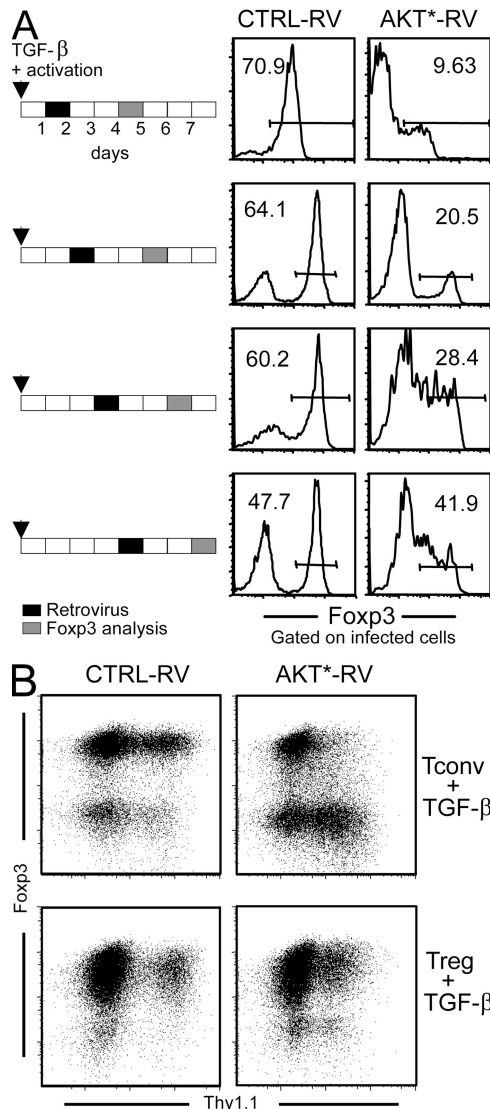 A
CTRL-RV AKT*-RV
TGF-β
+ activation
1 2 3 4 5 6 7
days
70.9 9.63
64.1 20.5
60.2 28.4
47.7 41.9
Retrovirus
Foxp3 analysis
Foxp3
Gated on infected cells
B
CTRL-RV AKT*-RV
Tconv
+
TGF-β
Foxp3
Treg
+
TGF-β
Thy1.1